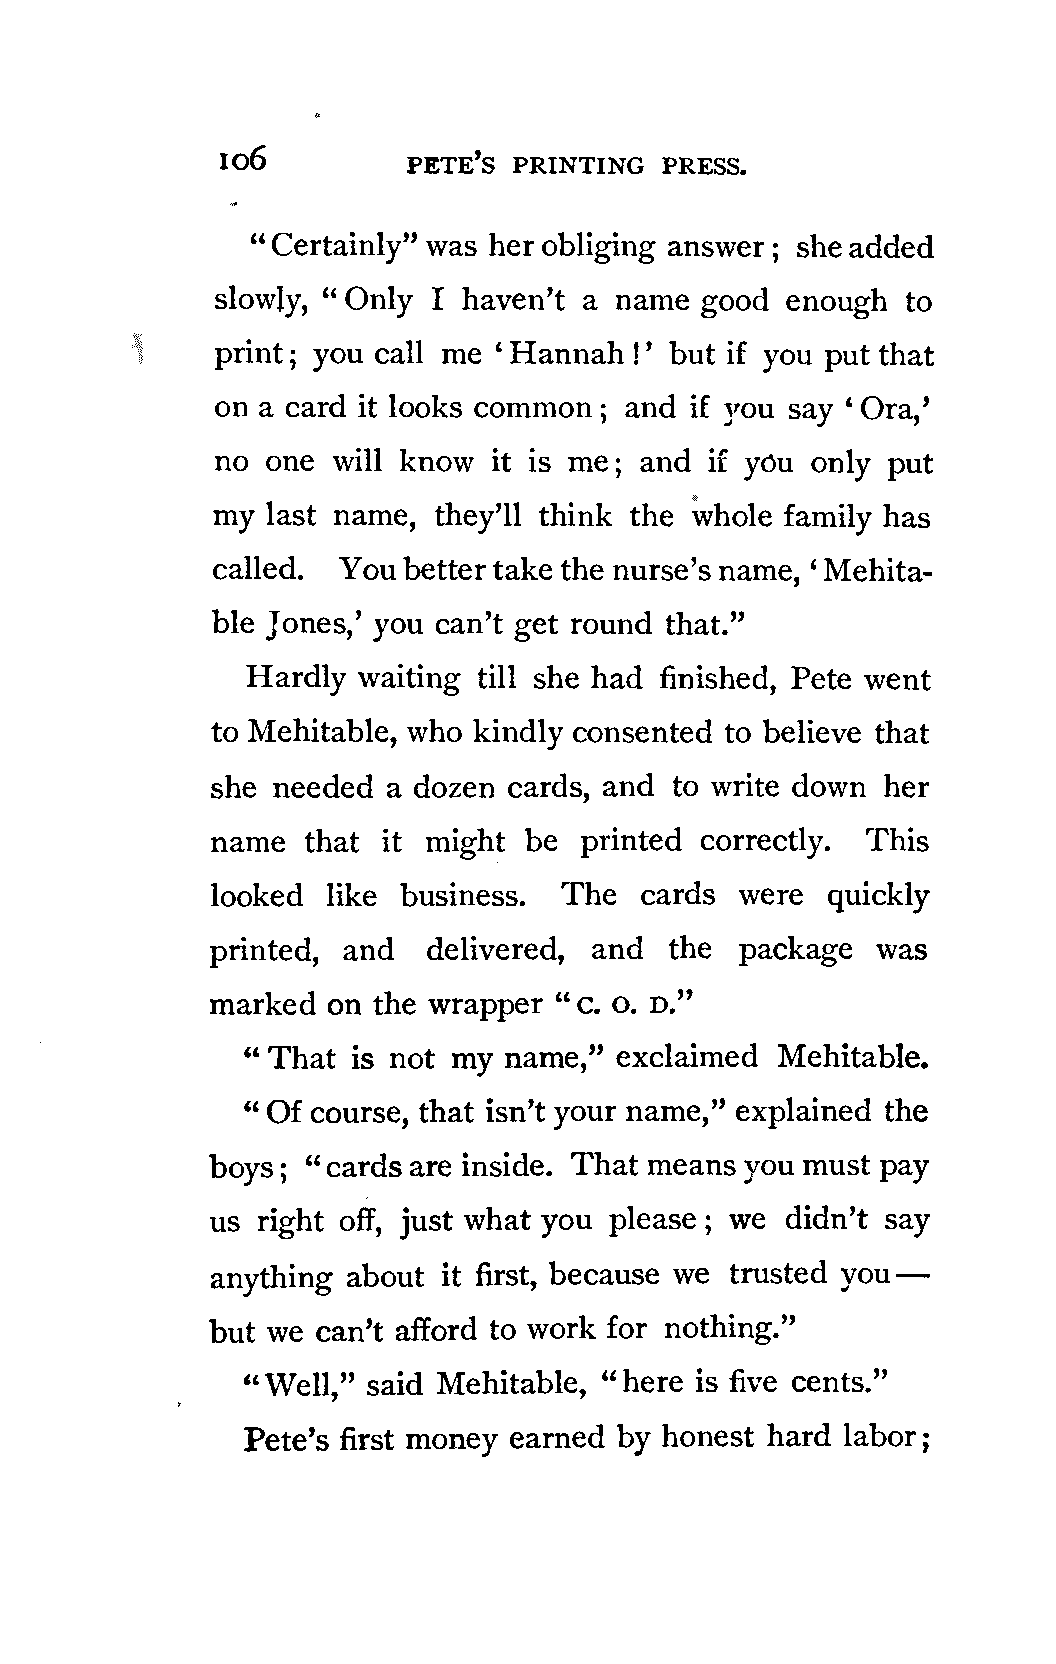 106 PETE'S PRINTING PRESS.
"Certainly" was her obliging answer; she added
slowly, "Only I haven't a name good enough to
print; you call me 'Hannah!' but if you put that
on a card it looks common; and if you say 'Ora,'
no one will know it is me; and if you only put
my last name, they'll think the whole family has
called. You better take the nurse's name, 'Mehita-
ble Jones,' you can't get round that."
Hardly waiting till she had finished, Pete went
to Mehitable, who kindly consented to believe that
she needed a dozen cards, and to write down her
name that it might be printed correctly. This
looked like business. The cards were quickly
printed, and delivered, and the package was
marked on the wrapper "C. O. D."
"That is not my name," exclaimed Mehitable.
"Of course, that isn't your name," explained the
boys; "cards are inside. That means you must pay
us right off, just what you please; we didn't say
anything about it first, because we trusted you—
but we can't afford to work for nothing."
"Well," said Mehitable, "here is five cents."
Pete's first money earned by honest hard labor;